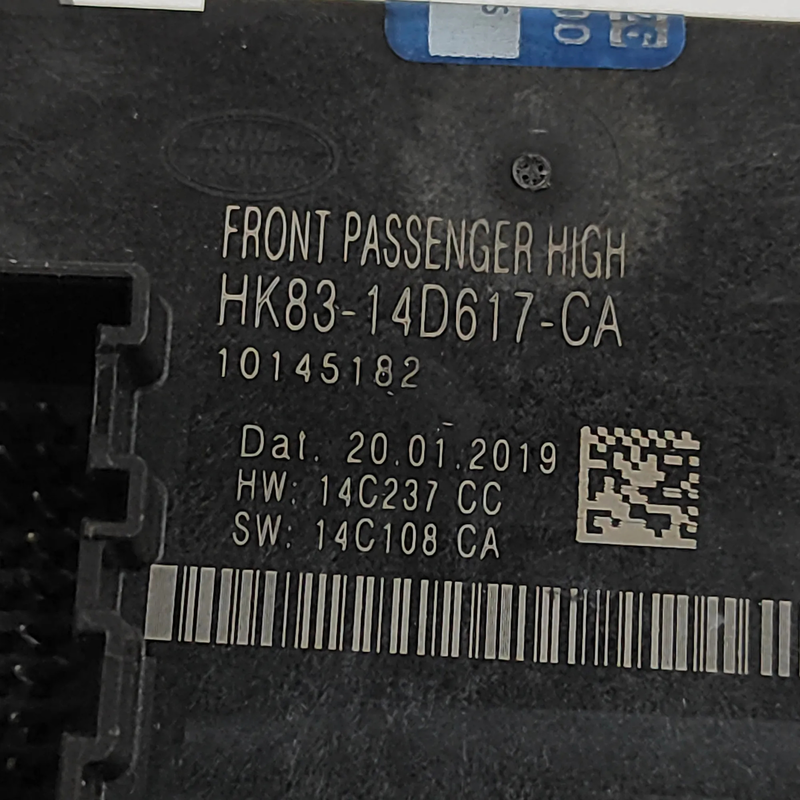 FRONT PASSENGER HIGH
HK83-14D617-CA
10145182
Dat. 20.01.2019
HW: 14C237 CC
SW: 14C108 CA